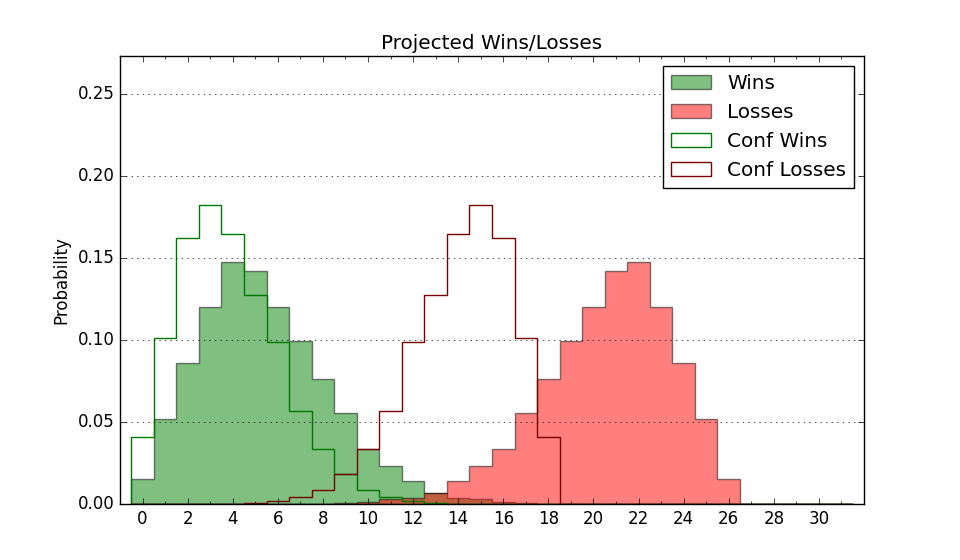 Projected Wins/Losses
Wins
Losses
Conf Wins
Conf Losses
Probability
0.25
0.20
0.15
0.10
0.05
0.00
0 2 4 6 8 10 12 14 16 18 20 22 24 26 28 30